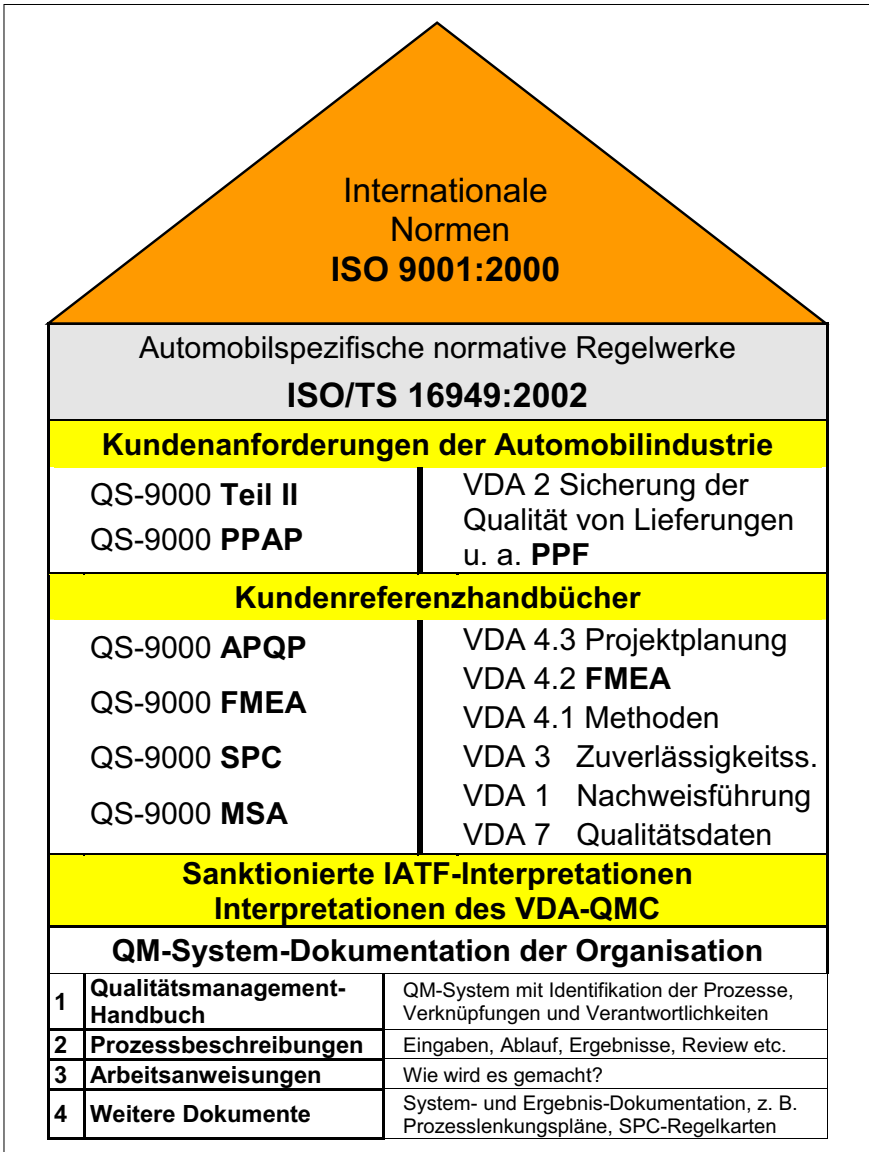 Internationale
Normen
ISO 9001:2000
Automobilspezifische normative Regelwerke
ISO/TS 16949:2002
Kundenanforderungen der Automobilindustrie
QS-9000 Teil II
QS-9000 PPAP
VDA 2 Sicherung der
Qualität von Lieferungen
u. a. PPF
Kundenreferenzhandbücher
QS-9000 APQP
QS-9000 FMEA
QS-9000 SPC
QS-9000 MSA
VDA 4.3 Projektplanung
VDA 4.2 FMEA
VDA 4.1 Methoden
VDA 3 Zuverlässigkeitss.
VDA 1 Nachweisführung
VDA 7 Qualitätsdaten
Sanktionierte IATF-Interpretationen
Interpretationen des VDA-QMC
QM-System-Dokumentation der Organisation
1 Qualitätsmanagement-
Handbuch
QM-System mit Identifikation der Prozesse,
Verknüpfungen und Verantwortlichkeiten
2 Prozessbeschreibungen Eingaben, Ablauf, Ergebnisse, Review etc.
3 Arbeitsanweisungen Wie wird es gemacht?
4 Weitere Dokumente
System- und Ergebnis-Dokumentation, z. B.
Prozesslenkungspläne, SPC-Regelkarten